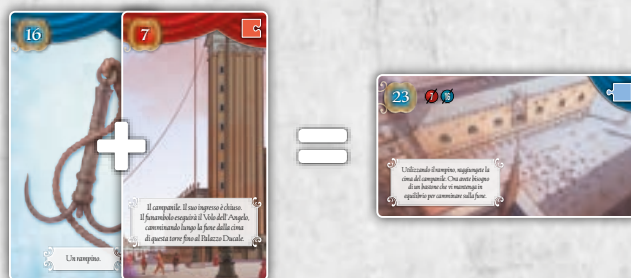 16
7
Un rampino.
Il campanile. Il suo ingresso è chiuso.
Il funambolo eseguirà il Volo dell'Angelo,
camminando lungo la fune dalla cima
di questa torre fino al Palazzo Ducale.
23 7 16
Utilizzando il rampino, raggiungete la
cima del campanile. Ora avete bisogno
di un bastone che vi mantenga in
equilibrio per camminare sulla fune.